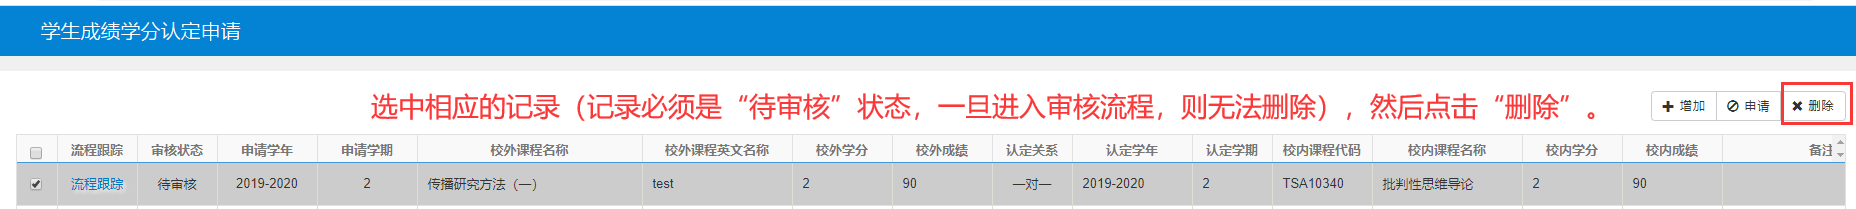 学生成绩学分认定申请
选中相应的记录（记录必须是“待审核”状态，一旦进入审核流程，则无法删除），然后点击“删除”。
增加 申请 删除
流程跟踪 审核状态 申请学年 申请学期 校外课程名称 校外课程英文名称 校外学分 校外成绩 认定关系 认定学年 认定学期 校内课程代码 校内课程名称 校内学分 校内成绩 备注
流程跟踪 待审核 2019-2020 2 传播研究方法（一） test 2 90 一对一 2019-2020 2 TSA10340 批判性思维导论 2 90